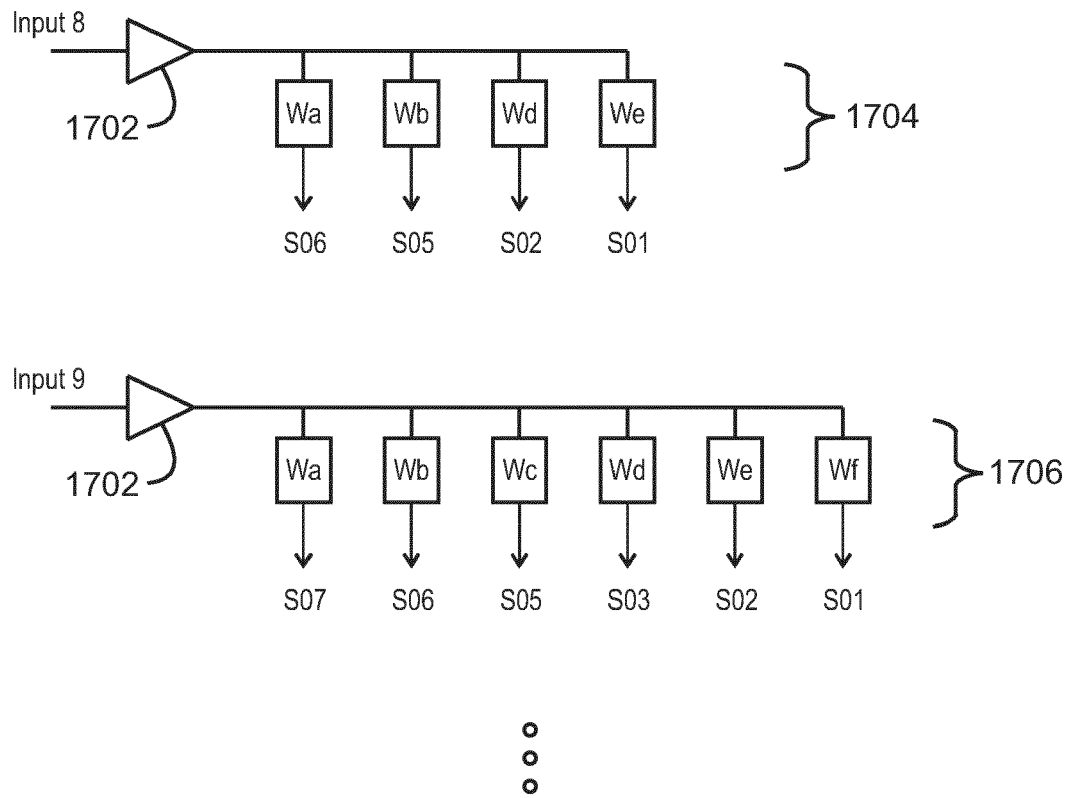 Input 8
1702
Wa Wb Wd We
1704
S06 S05 S02 S01
Input 9
1702
Wa Wb Wc Wd We Wf
1706
S07 S06 S05 S03 S02 S01